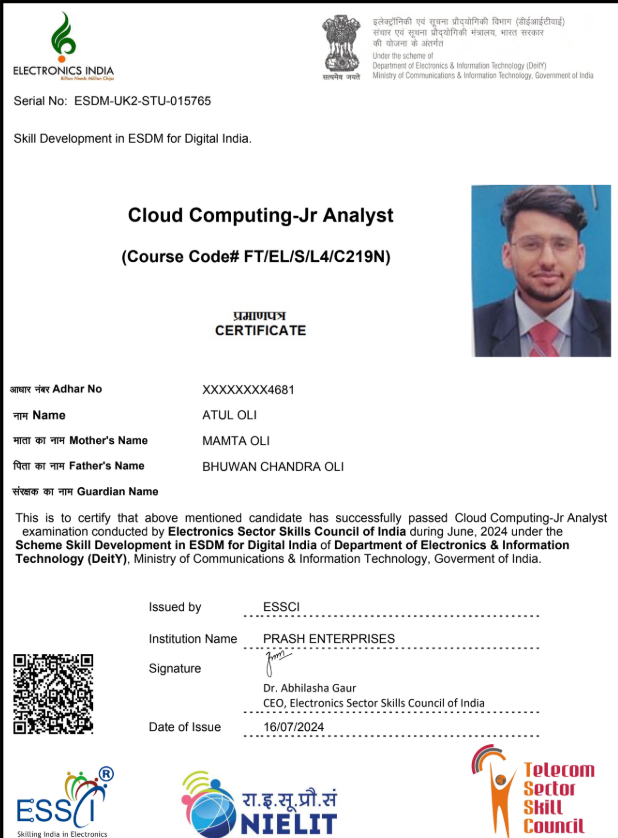 ELECTRONICS INDIA
Billion Needs Million Chips
सत्यमेव जयते
इलेक्ट्रॉनिकी एवं सूचना प्रौद्योगिकी विभाग (डीईआईटीवाई)
संचार एवं सूचना प्रौद्योगिकी मंत्रालय, भारत सरकार
की योजना के अंतर्गत
Under the scheme of
Department of Electronics & Information Technology (DeitY)
Ministry of Communications & Information Technology, Government of India
Serial No: ESDM-UK2-STU-015765
Skill Development in ESDM for Digital India.
Cloud Computing-Jr Analyst
(Course Code# FT/EL/S/L4/C219N)
प्रमाणपत्र
CERTIFICATE
आधार नंबर Adhar No XXXXXXXX4681
नाम Name ATUL OLI
माता का नाम Mother's Name MAMTA OLI
पिता का नाम Father's Name BHUWAN CHANDRA OLI
संरक्षक का नाम Guardian Name
This is to certify that above mentioned candidate has successfully passed Cloud Computing-Jr Analyst
examination conducted by Electronics Sector Skills Council of India during June, 2024 under the
Scheme Skill Development in ESDM for Digital India of Department of Electronics & Information
Technology (DeitY), Ministry of Communications & Information Technology, Goverment of India.
Issued by ESSCI
Institution Name PRASH ENTERPRISES
Signature
Dr. Abhilasha Gaur
CEO, Electronics Sector Skills Council of India
Date of Issue 16/07/2024
ESSCI ®
Skilling India in Electronics
रा.इ.सू.प्रौ.सं
NIELIT
Telecom
Sector
Skill
Council